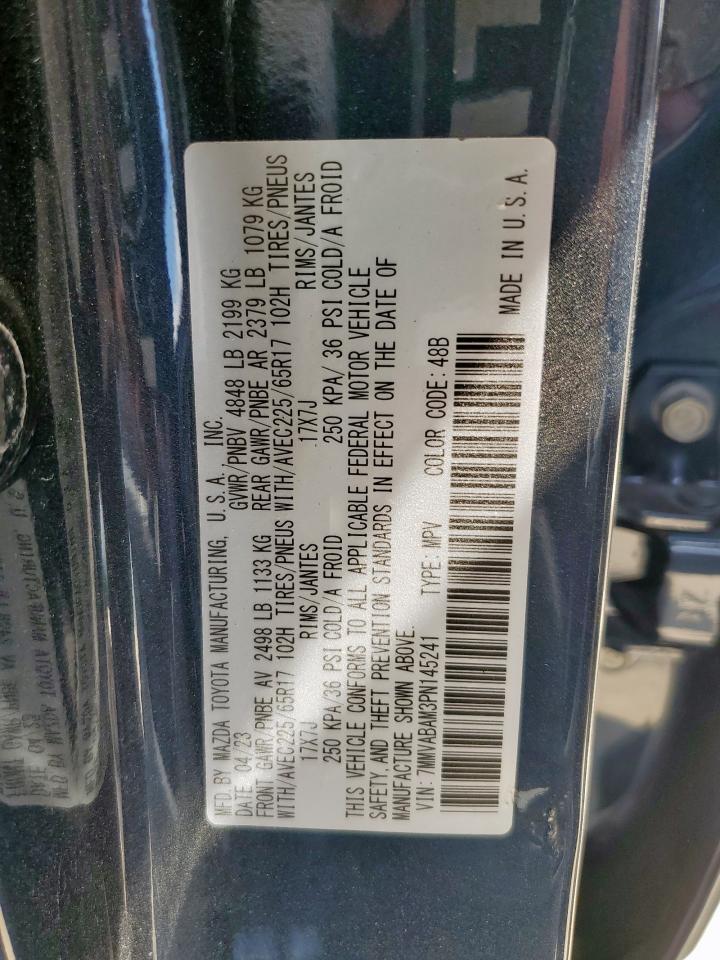 MFD. BY MAZDA TOYOTA MANUFACTURING, U. S. A., INC.
DATE: 04/23 GVWR/PNBV 4848 LB 2199 KG
FRONT GAWR/PNBE AV 2498 LB 1133 KG REAR GAWR/PNBE AR 2379 LB 1079 KG
WITH/AVEC225/65R17 102H TIRES/PNEUS WITH/AVEC225/65R17 102H TIRES/PNEUS
17X7J RIMS/JANTES 17X7J RIMS/JANTES
250 KPA/36 PSI COLD/A FROID 250 KPA/ 36 PSI COLD/A FROID
THIS VEHICLE CONFORMS TO ALL APPLICABLE FEDERAL MOTOR VEHICLE
SAFETY, AND THEFT PREVENTION STANDARDS IN EFFECT ON THE DATE OF
MANUFACTURE SHOWN ABOVE.
VIN: 7MMVABAM3PN145241 TYPE: MPV COLOR CODE: 48B
MADE IN U. S. A.